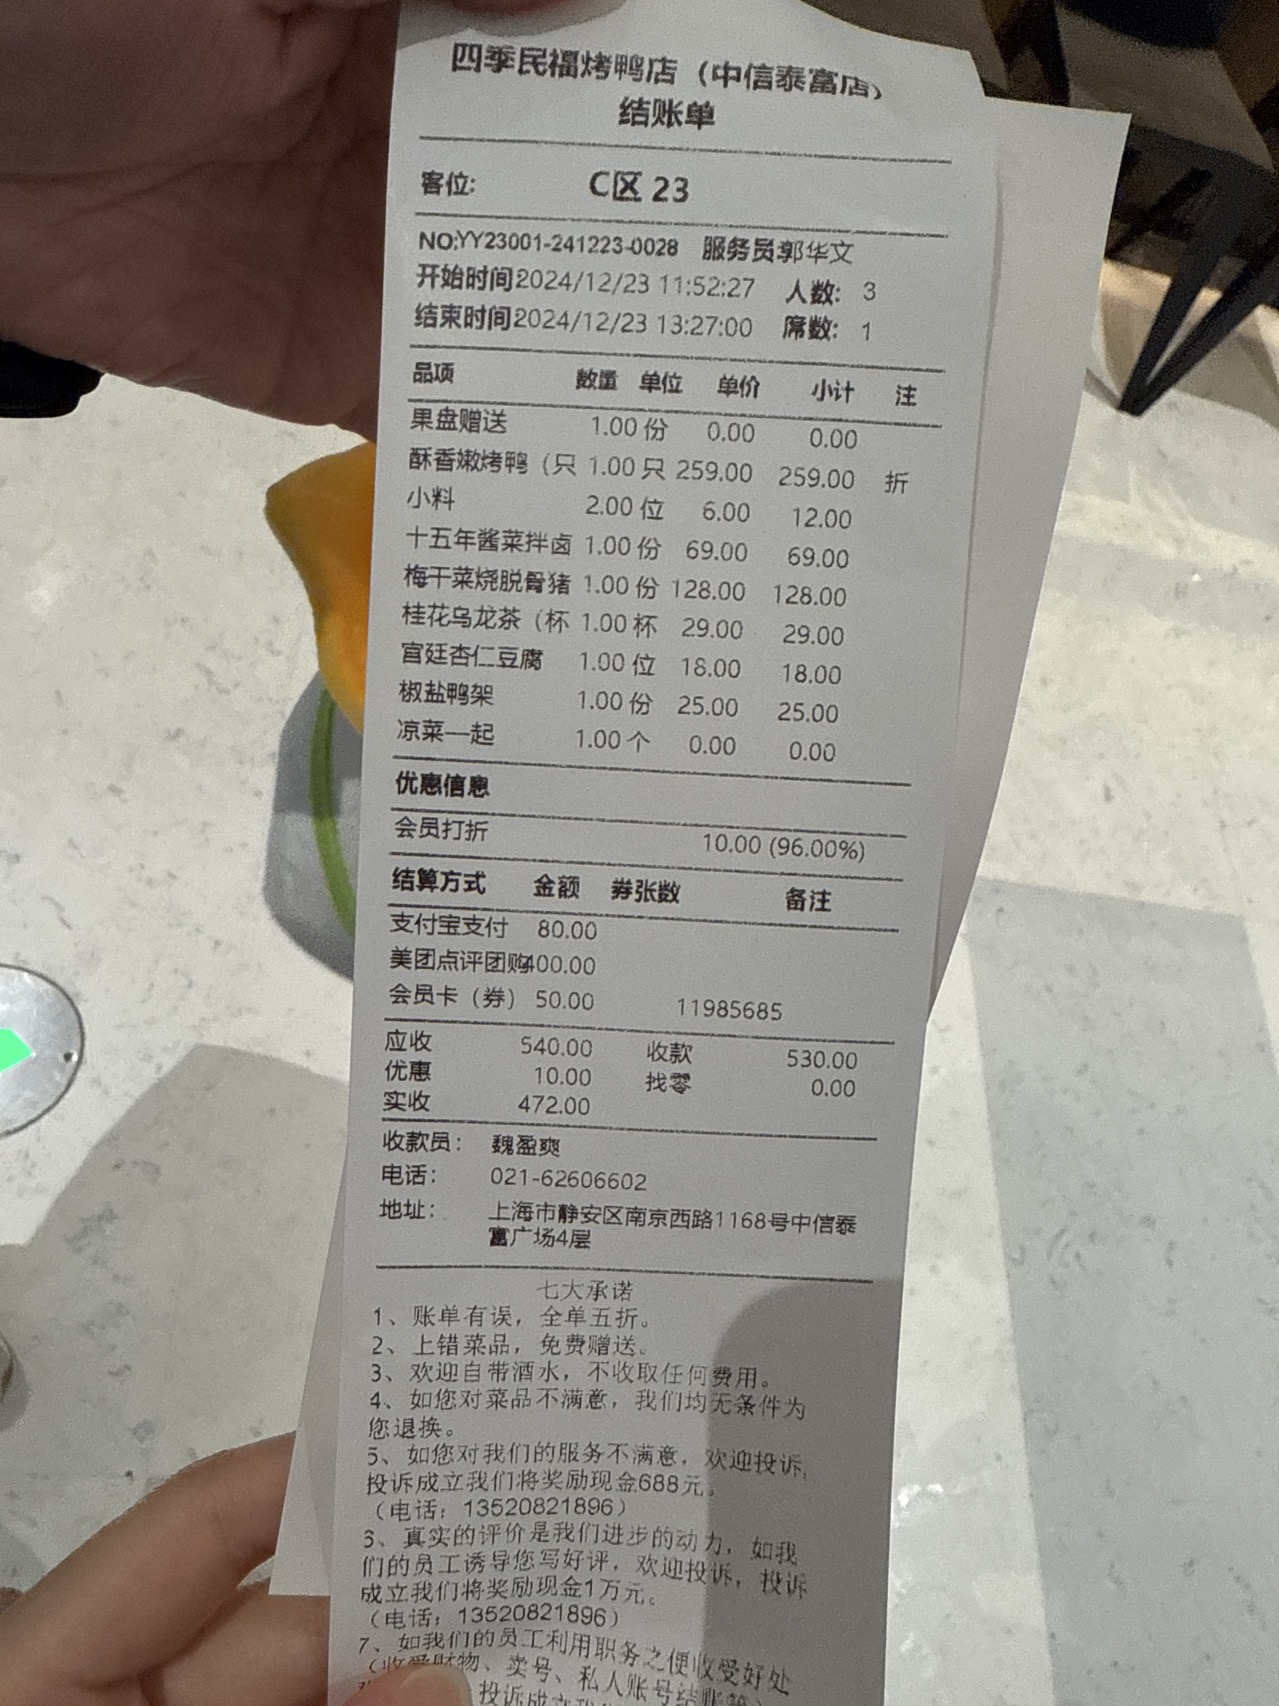 四季民福烤鸭店（中信泰富店）
结账单
客位: C区 23
NO:YY23001-241223-0028 服务员郭华文
开始时间2024/12/23 11:52:27 人数: 3
结束时间2024/12/23 13:27:00 席数: 1
品项 数量 单位 单价 小计 注
果盘赠送 1.00 份 0.00 0.00
酥香嫩烤鸭（只 1.00 只 259.00 259.00 折
小料 2.00 位 6.00 12.00
十五年酱菜拌卤 1.00 份 69.00 69.00
梅干菜烧脱骨猪 1.00 份 128.00 128.00
桂花乌龙茶（杯 1.00 杯 29.00 29.00
宫廷杏仁豆腐 1.00 位 18.00 18.00
椒盐鸭架 1.00 份 25.00 25.00
凉菜一起 1.00 个 0.00 0.00
优惠信息
会员打折 10.00 (96.00%)
结算方式 金额 券张数 备注
支付宝支付 80.00
美团点评团购400.00
会员卡（券） 50.00 11985685
应收 540.00 收款 530.00
优惠 10.00 找零 0.00
实收 472.00
收款员: 魏盈爽
电话: 021-62606602
地址: 上海市静安区南京西路1168号中信泰
富广场4层
七大承诺
1、账单有误，全单五折。
2、上错菜品，免费赠送。
3、欢迎自带酒水，不收取任何费用。
4、如您对菜品不满意，我们均无条件为
您退换。
5、如您对我们的服务不满意，欢迎投诉，
投诉成立我们将奖励现金688元。
（电话：13520821896）
3、真实的评价是我们进步的动力，如我
们的员工诱导您写好评，欢迎投诉，投诉
成立我们将奖励现金1万元。
（电话：13520821896）
7、如我们的员工利用职务之便收受好处
（收受财物、卖号、私人账号结账等）
投诉成立我